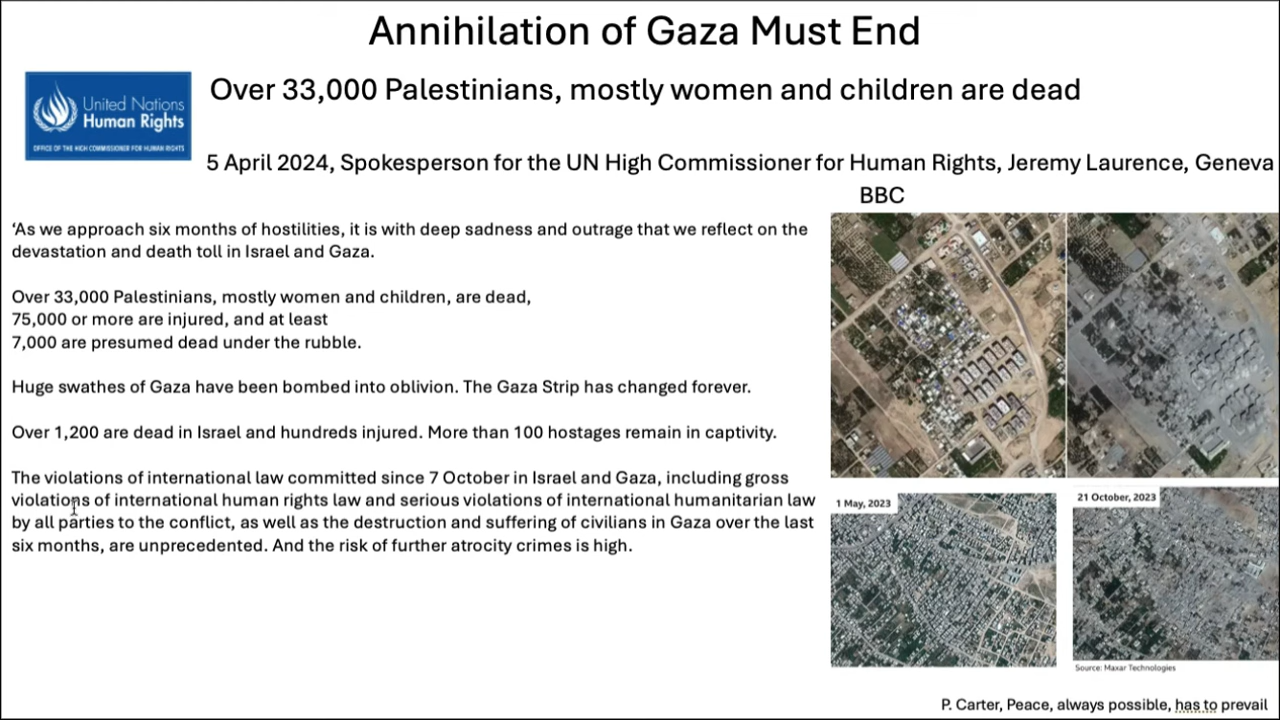 Annihilation of Gaza Must End
United Nations
Human Rights
OFFICE OF THE HIGH COMMISSIONER FOR HUMAN RIGHTS
Over 33,000 Palestinians, mostly women and children are dead
5 April 2024, Spokesperson for the UN High Commissioner for Human Rights, Jeremy Laurence, Geneva
BBC
‘As we approach six months of hostilities, it is with deep sadness and outrage that we reflect on the
devastation and death toll in Israel and Gaza.
Over 33,000 Palestinians, mostly women and children, are dead,
75,000 or more are injured, and at least
7,000 are presumed dead under the rubble.
Huge swathes of Gaza have been bombed into oblivion. The Gaza Strip has changed forever.
Over 1,200 are dead in Israel and hundreds injured. More than 100 hostages remain in captivity.
The violations of international law committed since 7 October in Israel and Gaza, including gross
violations of international human rights law and serious violations of international humanitarian law
by all parties to the conflict, as well as the destruction and suffering of civilians in Gaza over the last
six months, are unprecedented. And the risk of further atrocity crimes is high.
1 May, 2023
21 October, 2023
Source: Maxar Technologies
P. Carter, Peace, always possible, has to prevail